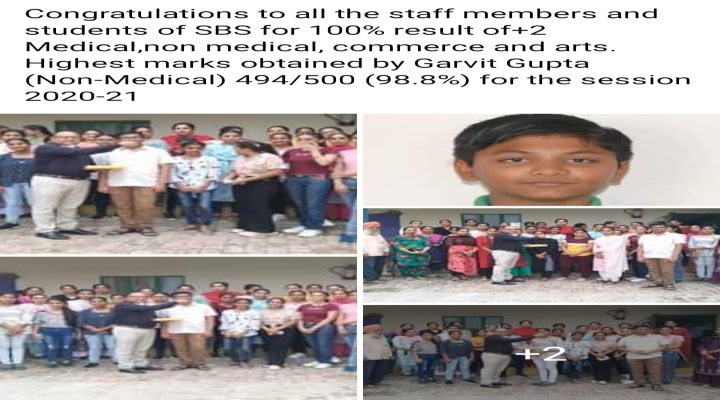 Congratulations to all the staff members and
students of SBS for 100% result of+2
Medical,non medical, commerce and arts.
Highest marks obtained by Garvit Gupta
(Non-Medical) 494/500 (98.8%) for the session
2020-21
+2